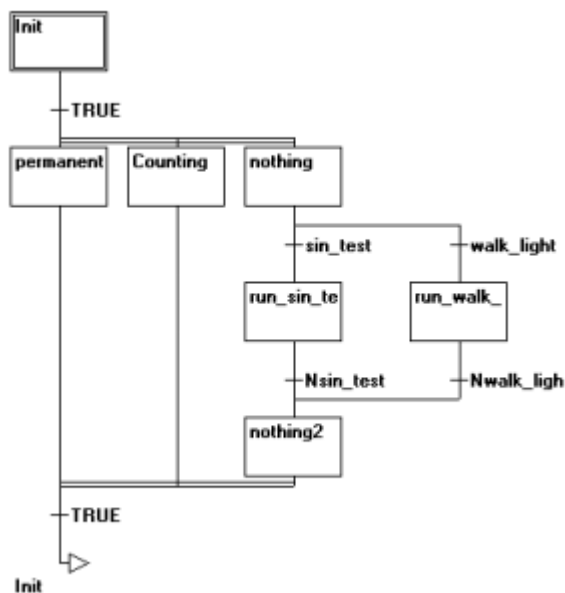 Init
TRUE
permanent Counting nothing
sin_test walk_light
run_sin_te run_walk_
Nsin_test Nwalk_ligh
nothing2
TRUE
Init